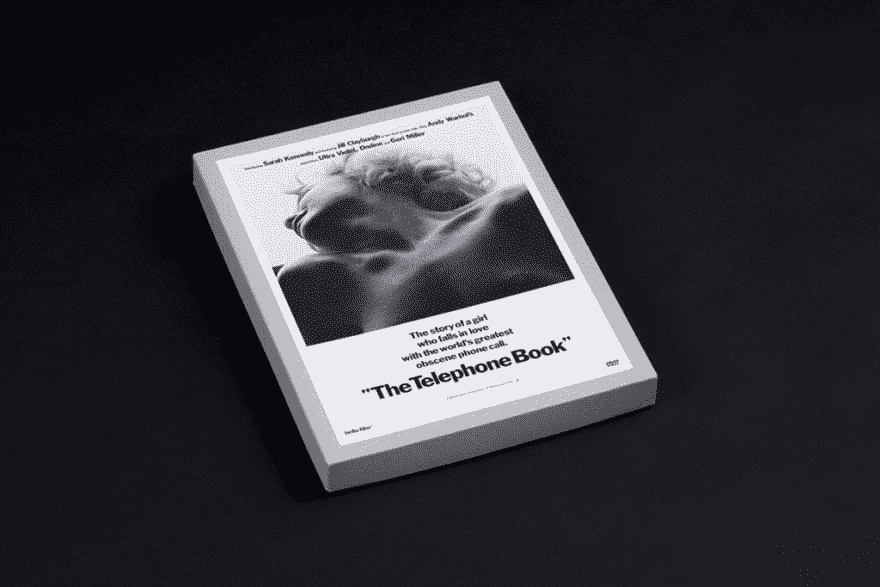 Sarah Kennedy Jill Clayburgh Andy Warhol's
Ultra Violet, Ondine Geri Miller
The story of a girl
who falls in love
with the world's greatest
obscene phone call.
"The Telephone Book"